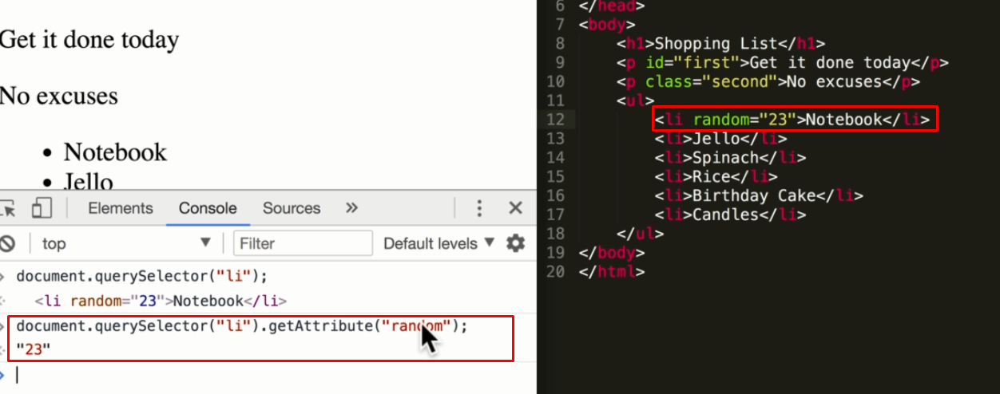 Get it done today
No excuses
• Notebook
• Jello
Elements Console Sources »
top ▼ Filter Default levels ▼
> document.querySelector("li");
<li random="23">Notebook</li>
> document.querySelector("li").getAttribute("random");
"23"
>
6 </head>
7 <body>
8 <h1>Shopping List</h1>
9 <p id="first">Get it done today</p>
10 <p class="second">No excuses</p>
11 <ul>
12 <li random="23">Notebook</li>
13 <li>Jello</li>
14 <li>Spinach</li>
15 <li>Rice</li>
16 <li>Birthday Cake</li>
17 <li>Candles</li>
18 </ul>
19 </body>
20 </html>